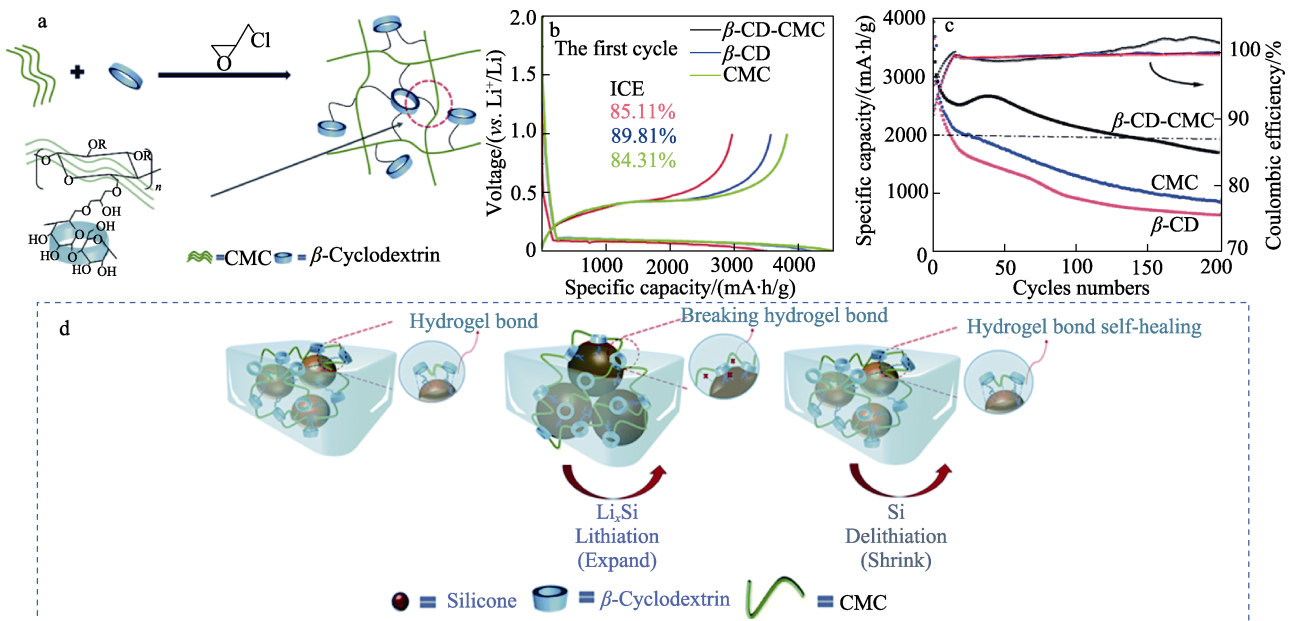 a
Cl
O
+
OR
OR
O
O
O
n
O
O
OH
HO
OH
HO
O
HO
OH
OH
=CMC =β-Cyclodextrin
b
2.0
1.5
1.0
0.5
0
Voltage/(vs. Li⁺/Li)
The first cycle
β-CD-CMC
β-CD
CMC
ICE
85.11%
89.81%
84.31%
1000 2000 3000 4000
Specific capacity/(mA·h/g)
c
4000
3000
2000
1000
0
Specific capacity/(mA·h/g)
β-CD-CMC
CMC
β-CD
100
90
80
70
Coulombic efficiency/%
0 50 100 150 200
Cycles numbers
d
Hydrogel bond
Breaking hydrogel bond
Hydrogel bond self-healing
LiₓSi
Lithiation
(Expand)
Si
Delithiation
(Shrink)
= Silicone = β-Cyclodextrin = CMC